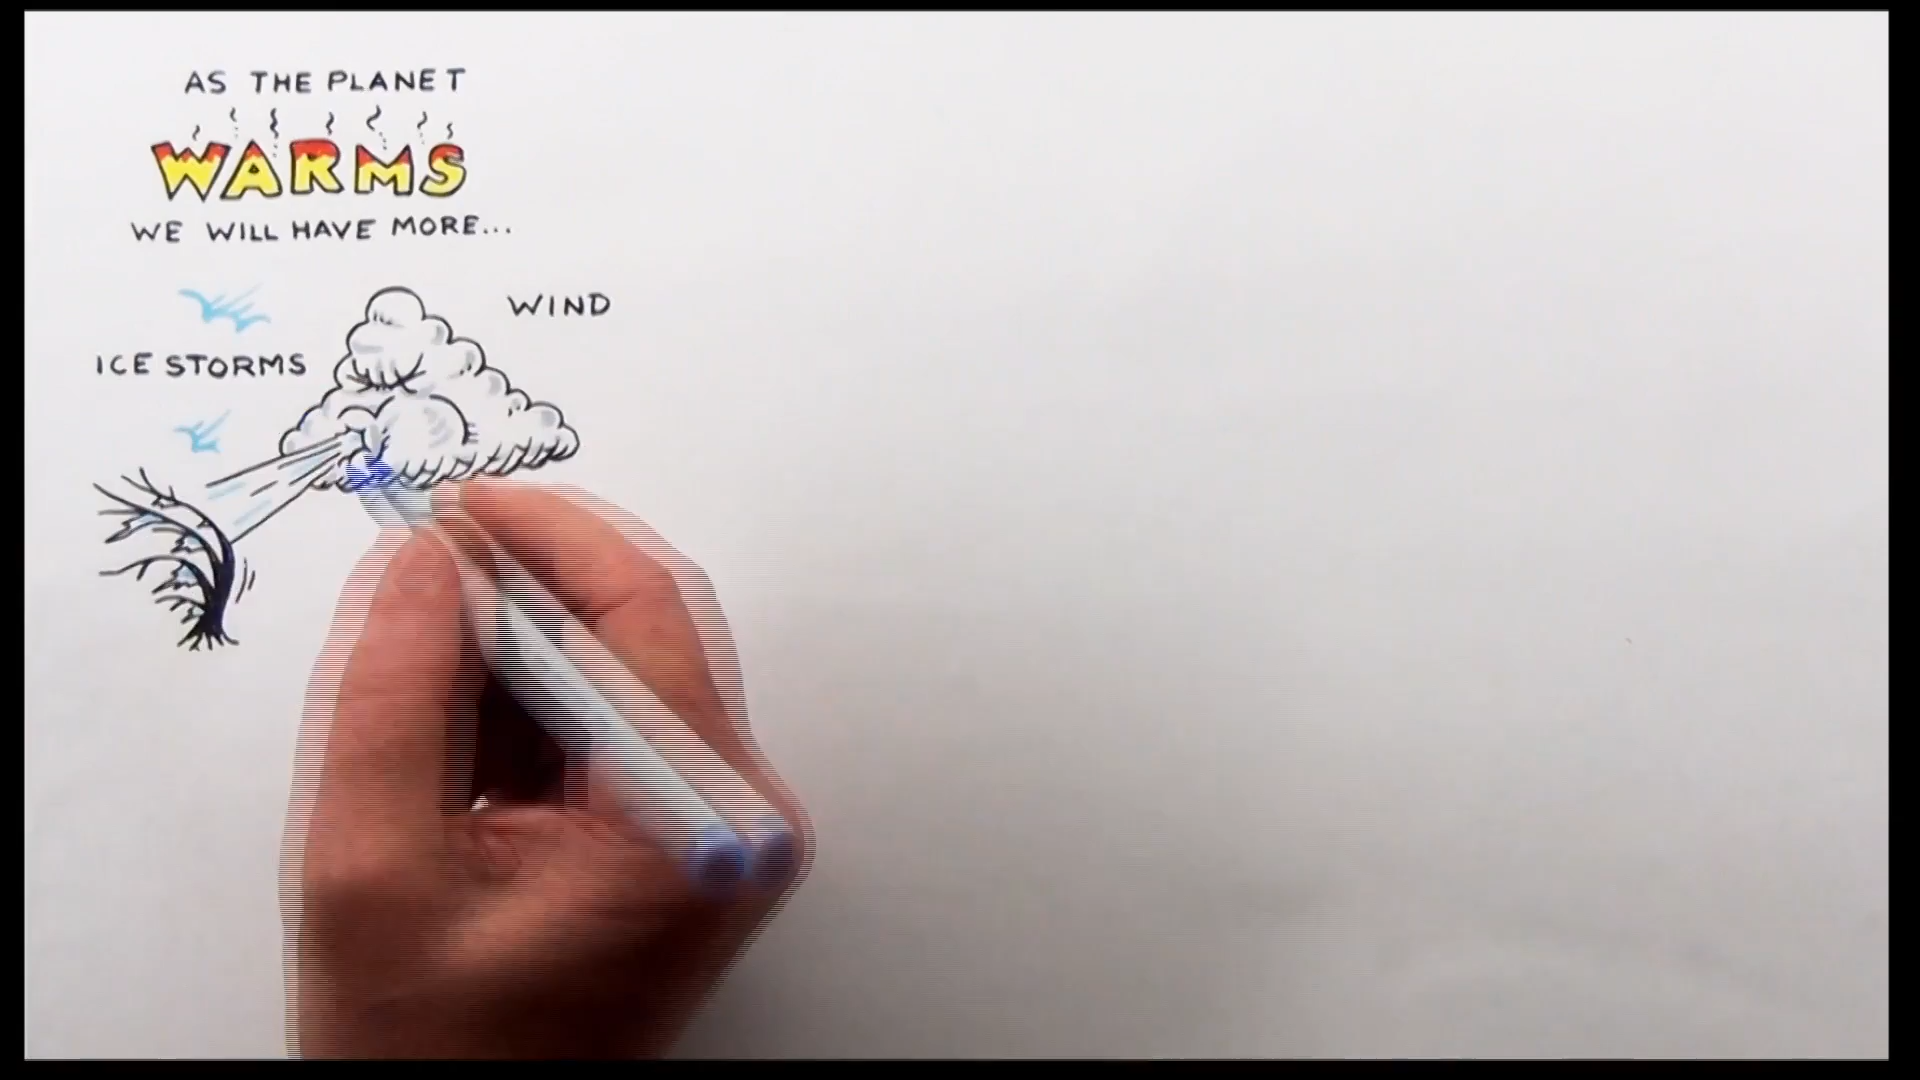 AS THE PLANET
WARMS
WE WILL HAVE MORE...
WIND
ICE STORMS